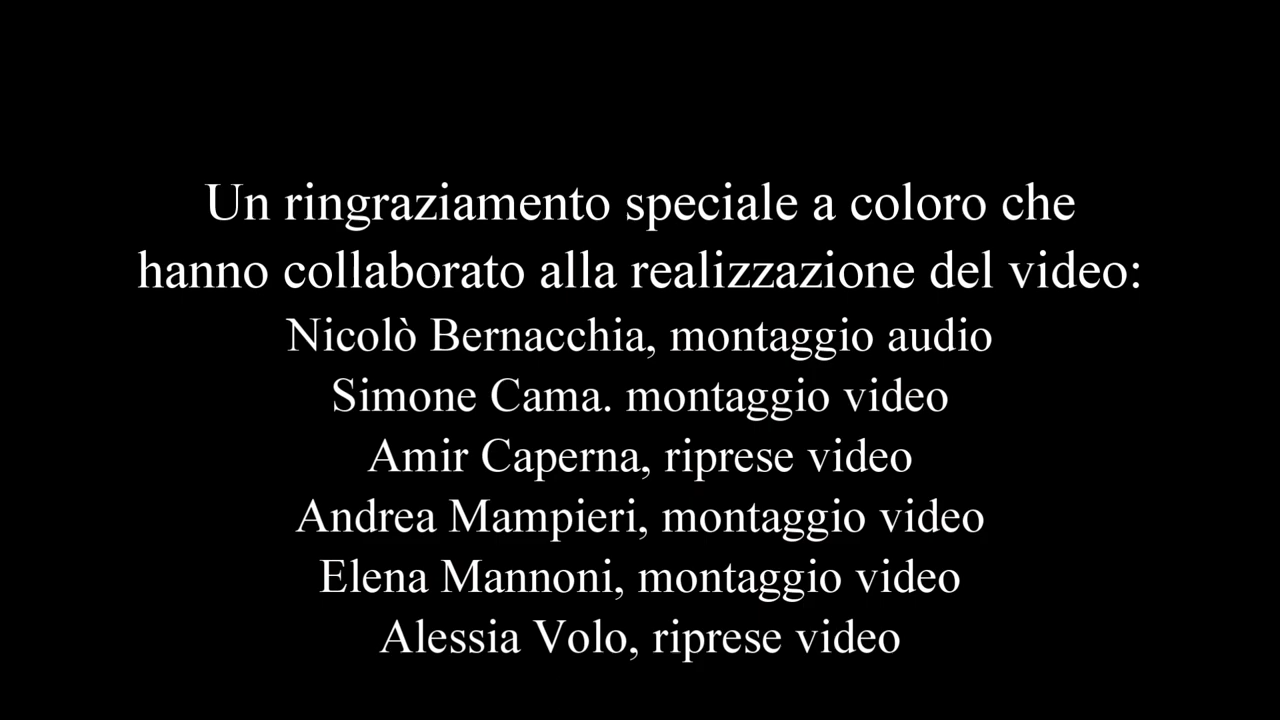 Un ringraziamento speciale a coloro che
hanno collaborato alla realizzazione del video:
Nicolò Bernacchia, montaggio audio
Simone Cama. montaggio video
Amir Caperna, riprese video
Andrea Mampieri, montaggio video
Elena Mannoni, montaggio video
Alessia Volo, riprese video